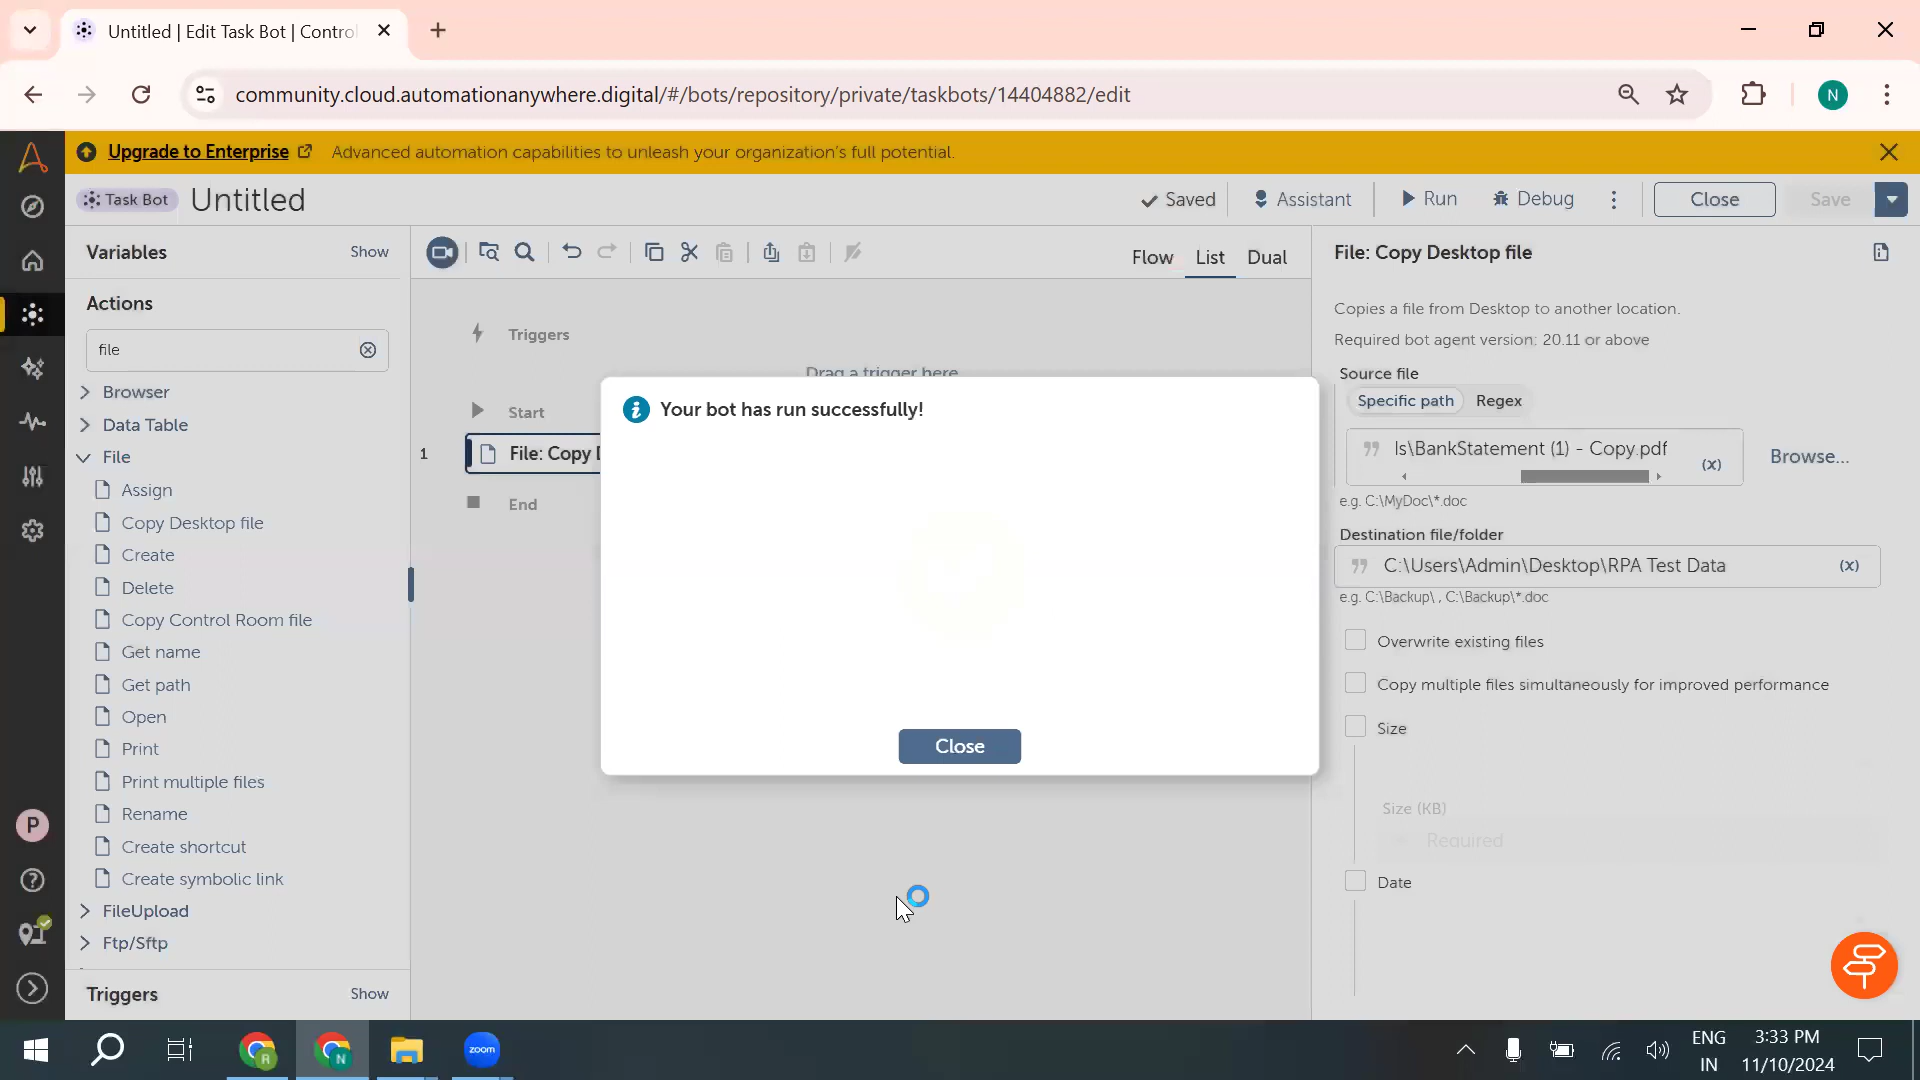 Untitled | Edit Task Bot | Control
community.cloud.automationanywhere.digital/#/bots/repository/private/taskbots/14404882/edit
N
Upgrade to Enterprise
Advanced automation capabilities to unleash your organization's full potential.
Task Bot
Untitled
Saved
Assistant
Run
Debug
Close
Save
Variables
Show
Flow
List
Dual
File: Copy Desktop file
Actions
file
Browser
Data Table
File
Assign
Copy Desktop file
Create
Delete
Copy Control Room file
Get name
Get path
Open
Print
Print multiple files
Rename
Create shortcut
Create symbolic link
FileUpload
Ftp/Sftp
Triggers
Show
Triggers
Drag a trigger here
Start
1
File: Copy D
End
Your bot has run successfully!
Close
Copies a file from Desktop to another location.
Required bot agent version: 20.11 or above
Source file
Specific path
Regex
ls\BankStatement (1) - Copy.pdf
(x)
Browse...
e.g. C:\MyDoc\*.doc
Destination file/folder
C:\Users\Admin\Desktop\RPA Test Data
(x)
e.g. C:\Backup\ , C:\Backup\*.doc
Overwrite existing files
Copy multiple files simultaneously for improved performance
Size
Size (KB)
Required
Date
P
R
N
zoom
ENG
IN
3:33 PM
11/10/2024